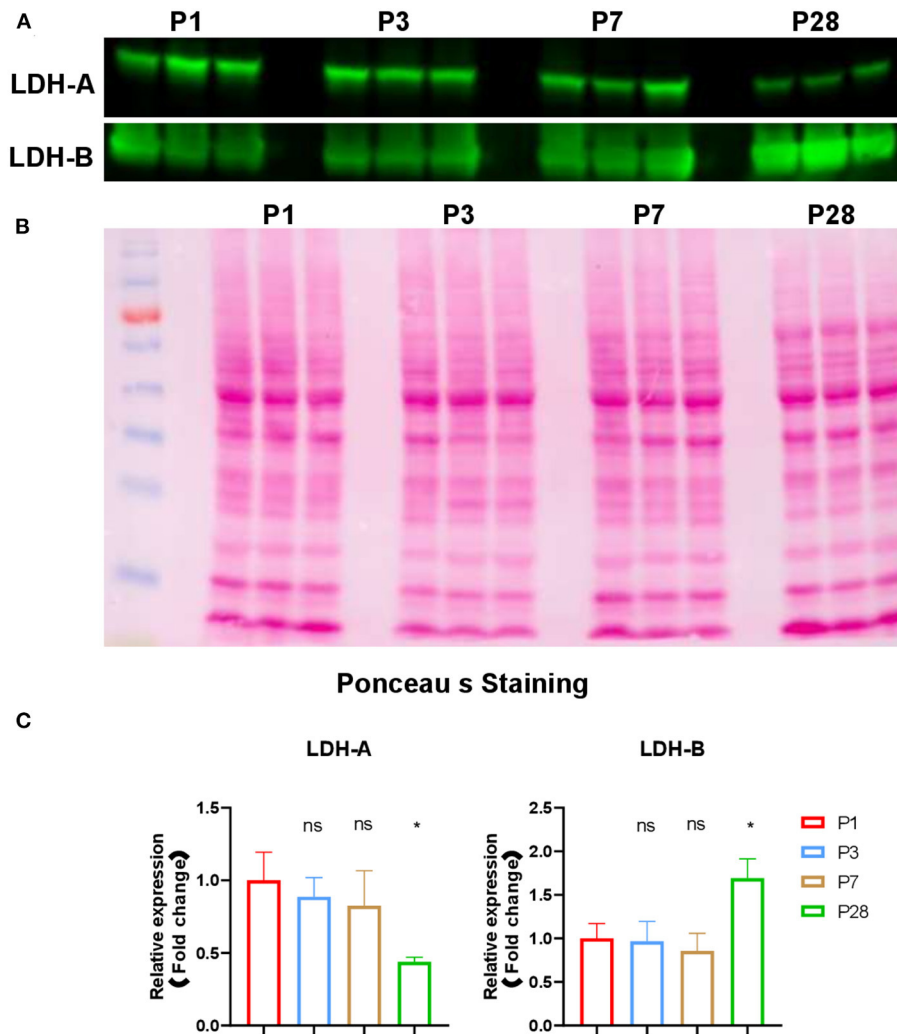 A
P1 P3 P7 P28
LDH-A
LDH-B
B
P1 P3 P7 P28
Ponceau s Staining
C
LDH-A
Relative expression
( Fold change)
1.5
1.0
0.5
0.0
ns ns *
LDH-B
Relative expression
( Fold change)
2.5
2.0
1.5
1.0
0.5
0.0
ns ns *
P1
P3
P7
P28